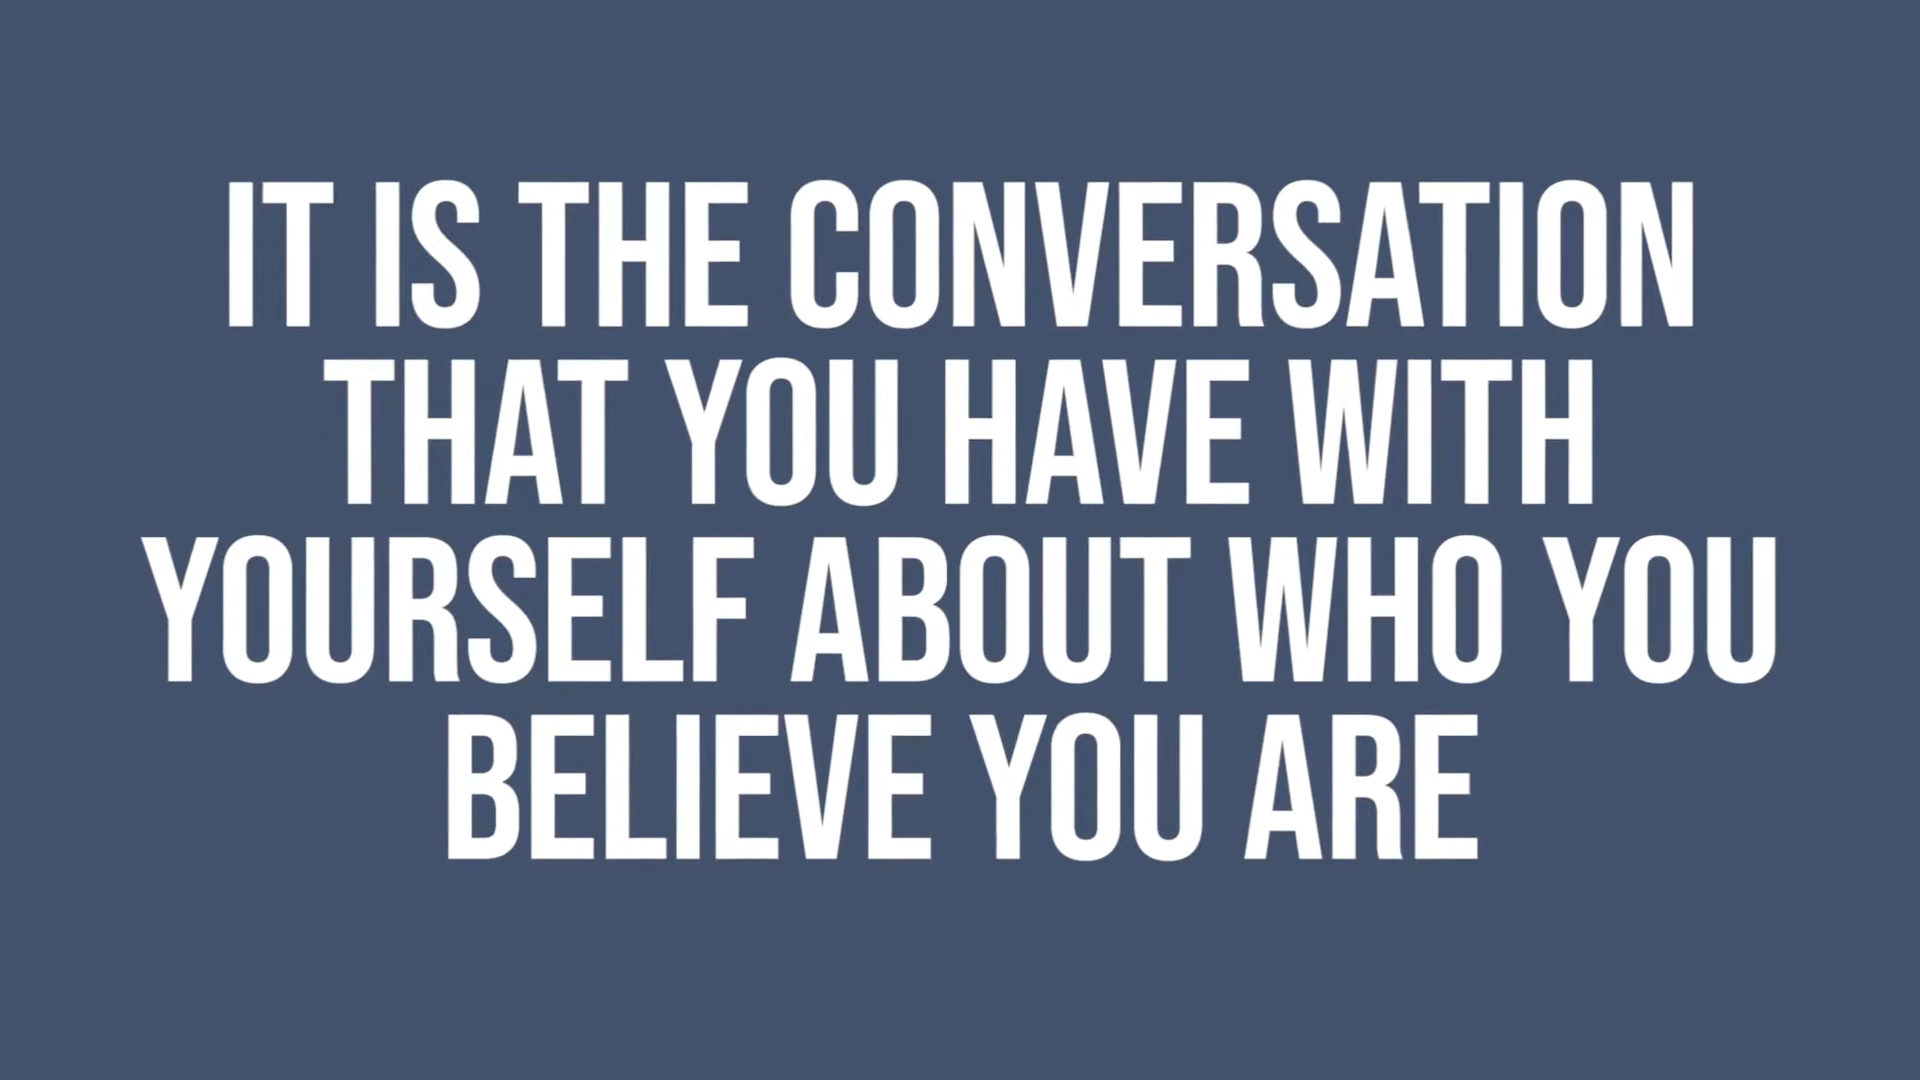 IT IS THE CONVERSATION
THAT YOU HAVE WITH
YOURSELF ABOUT WHO YOU
BELIEVE YOU ARE